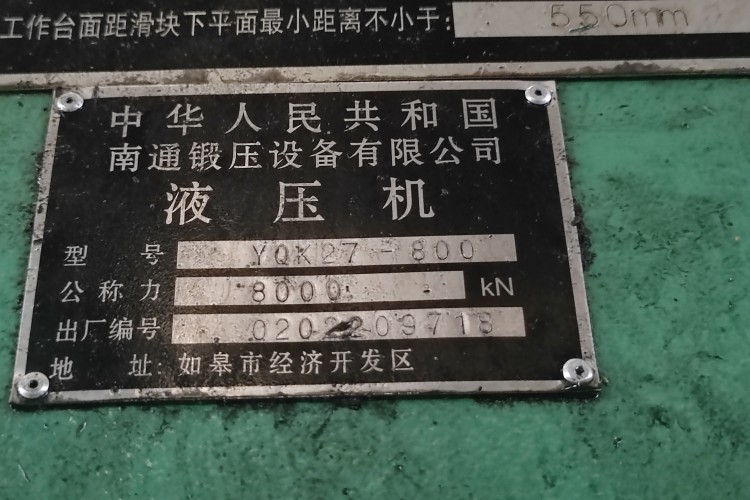 工作台面距滑块下平面最小距离不小于: 550mm
中华人民共和国
南通锻压设备有限公司
液压机
型号 YQK27-800
公称力 8000 kN
出厂编号 0202209718
地址: 如皋市经济开发区